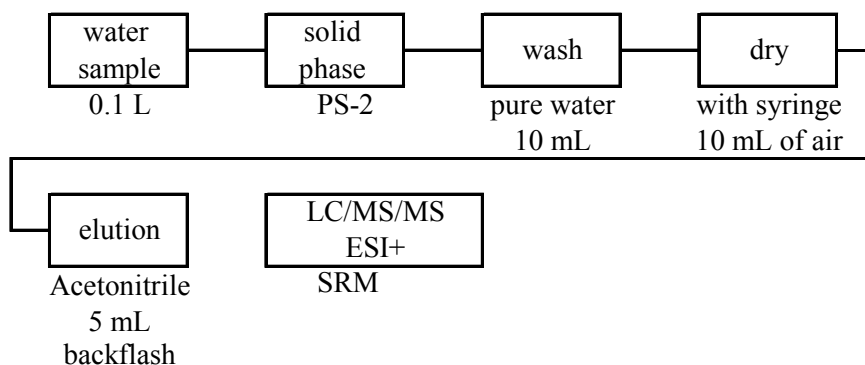 water
sample
0.1 L
solid
phase
PS-2
wash
pure water
10 mL
dry
with syringe
10 mL of air
elution
Acetonitrile
5 mL
backflash
LC/MS/MS
ESI+
SRM